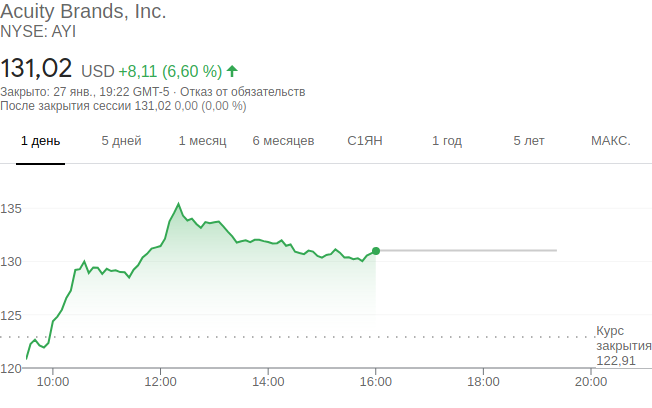 Acuity Brands, Inc.
NYSE: AYI
131,02 USD +8,11 (6,60 %)
Закрыто: 27 янв., 19:22 GMT-5 · Отказ от обязательств
После закрытия сессии 131,02 0,00 (0,00 %)
1 день 5 дней 1 месяц 6 месяцев С1ЯН 1 год 5 лет МАКС.
135
130
125
Курс
закрытия
122,91
120
10:00 12:00 14:00 16:00 18:00 20:00